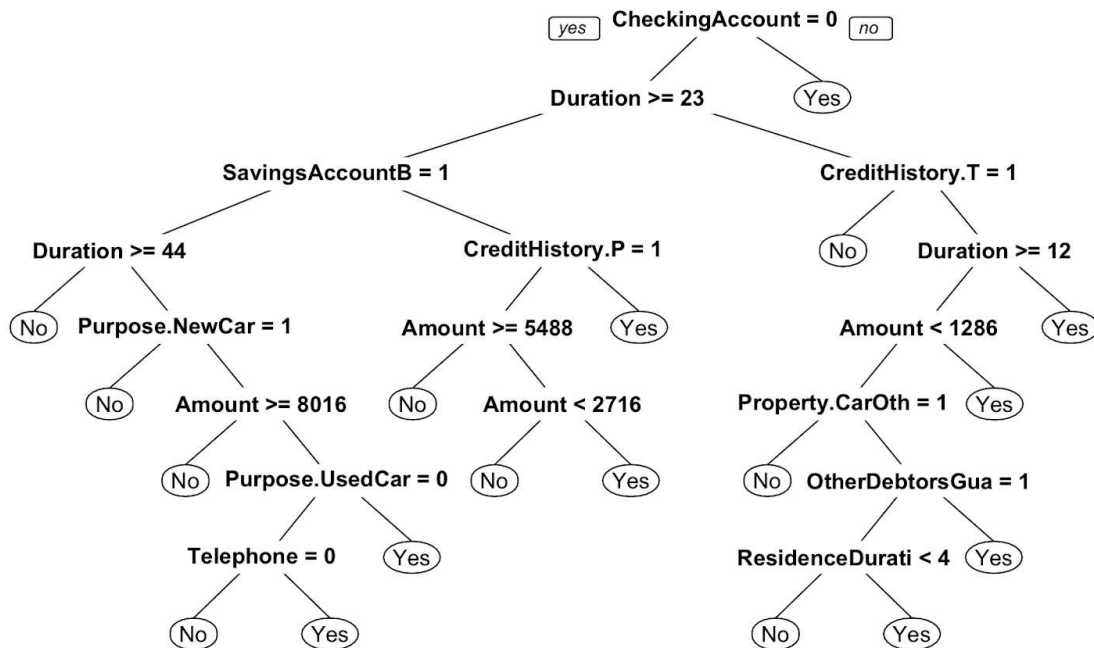 yes CheckingAccount = 0 no
Duration >= 23 Yes
SavingsAccountB = 1 CreditHistory.T = 1
Duration >= 44 CreditHistory.P = 1 No Duration >= 12
No Purpose.NewCar = 1 Amount >= 5488 Yes Amount < 1286 Yes
No Amount >= 8016 No Amount < 2716 Property.CarOth = 1 Yes
No Purpose.UsedCar = 0 No Yes No OtherDebtorsGua = 1
Telephone = 0 Yes ResidenceDurati < 4 Yes
No Yes No Yes